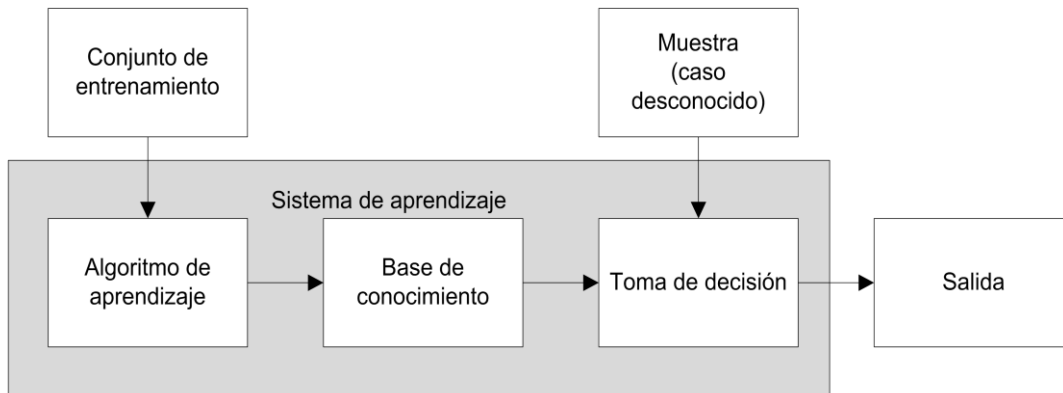 Conjunto de
entrenamiento
Muestra
(caso
desconocido)
Sistema de aprendizaje
Algoritmo de
aprendizaje
Base de
conocimiento
Toma de decisión
Salida